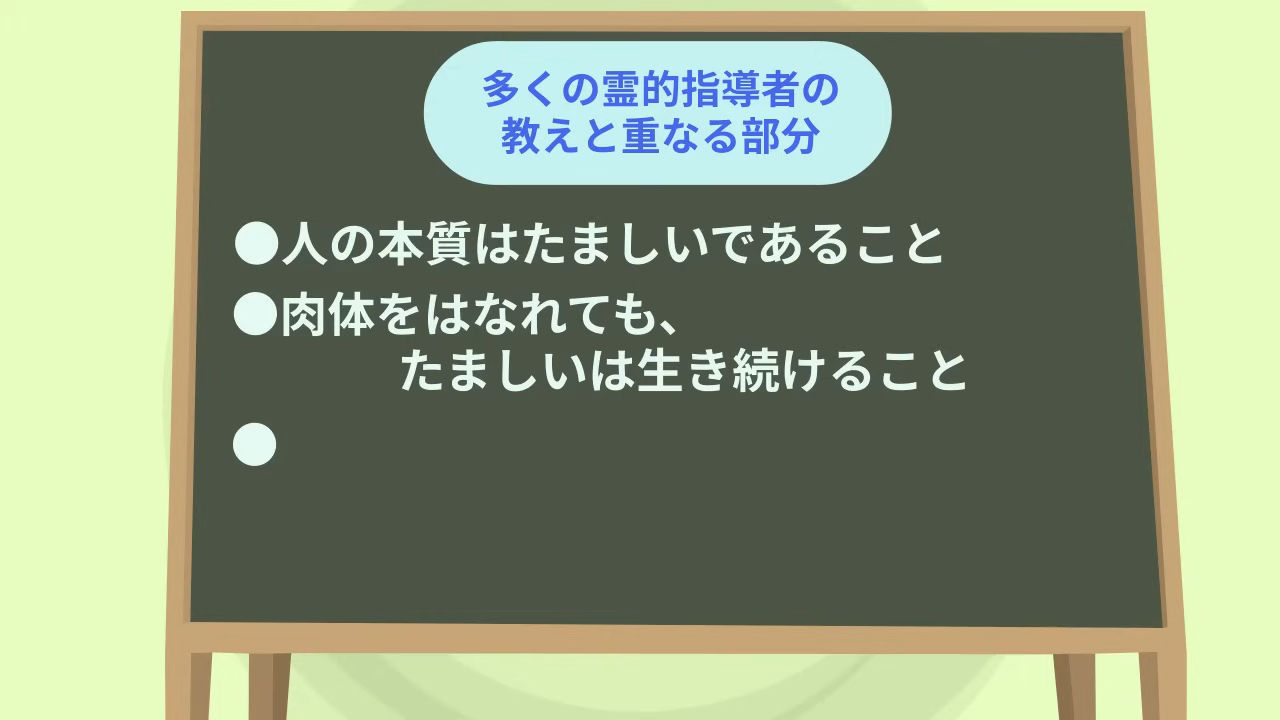 多くの霊的指導者の
教えと重なる部分
●人の本質はたましいであること
●肉体をはなれても、
たましいは生き続けること
●